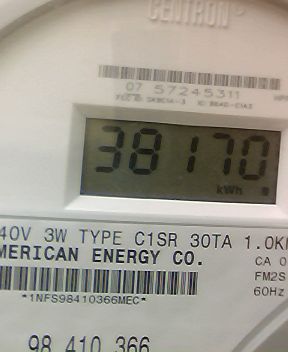 CENTRON
07 57245311
38170
kWh
40V 3W TYPE C1SR 30TA 1.0K
MERICAN ENERGY CO.
CA 0
FM2S
60Hz
*1NFS98410366MEC*
98 410 366